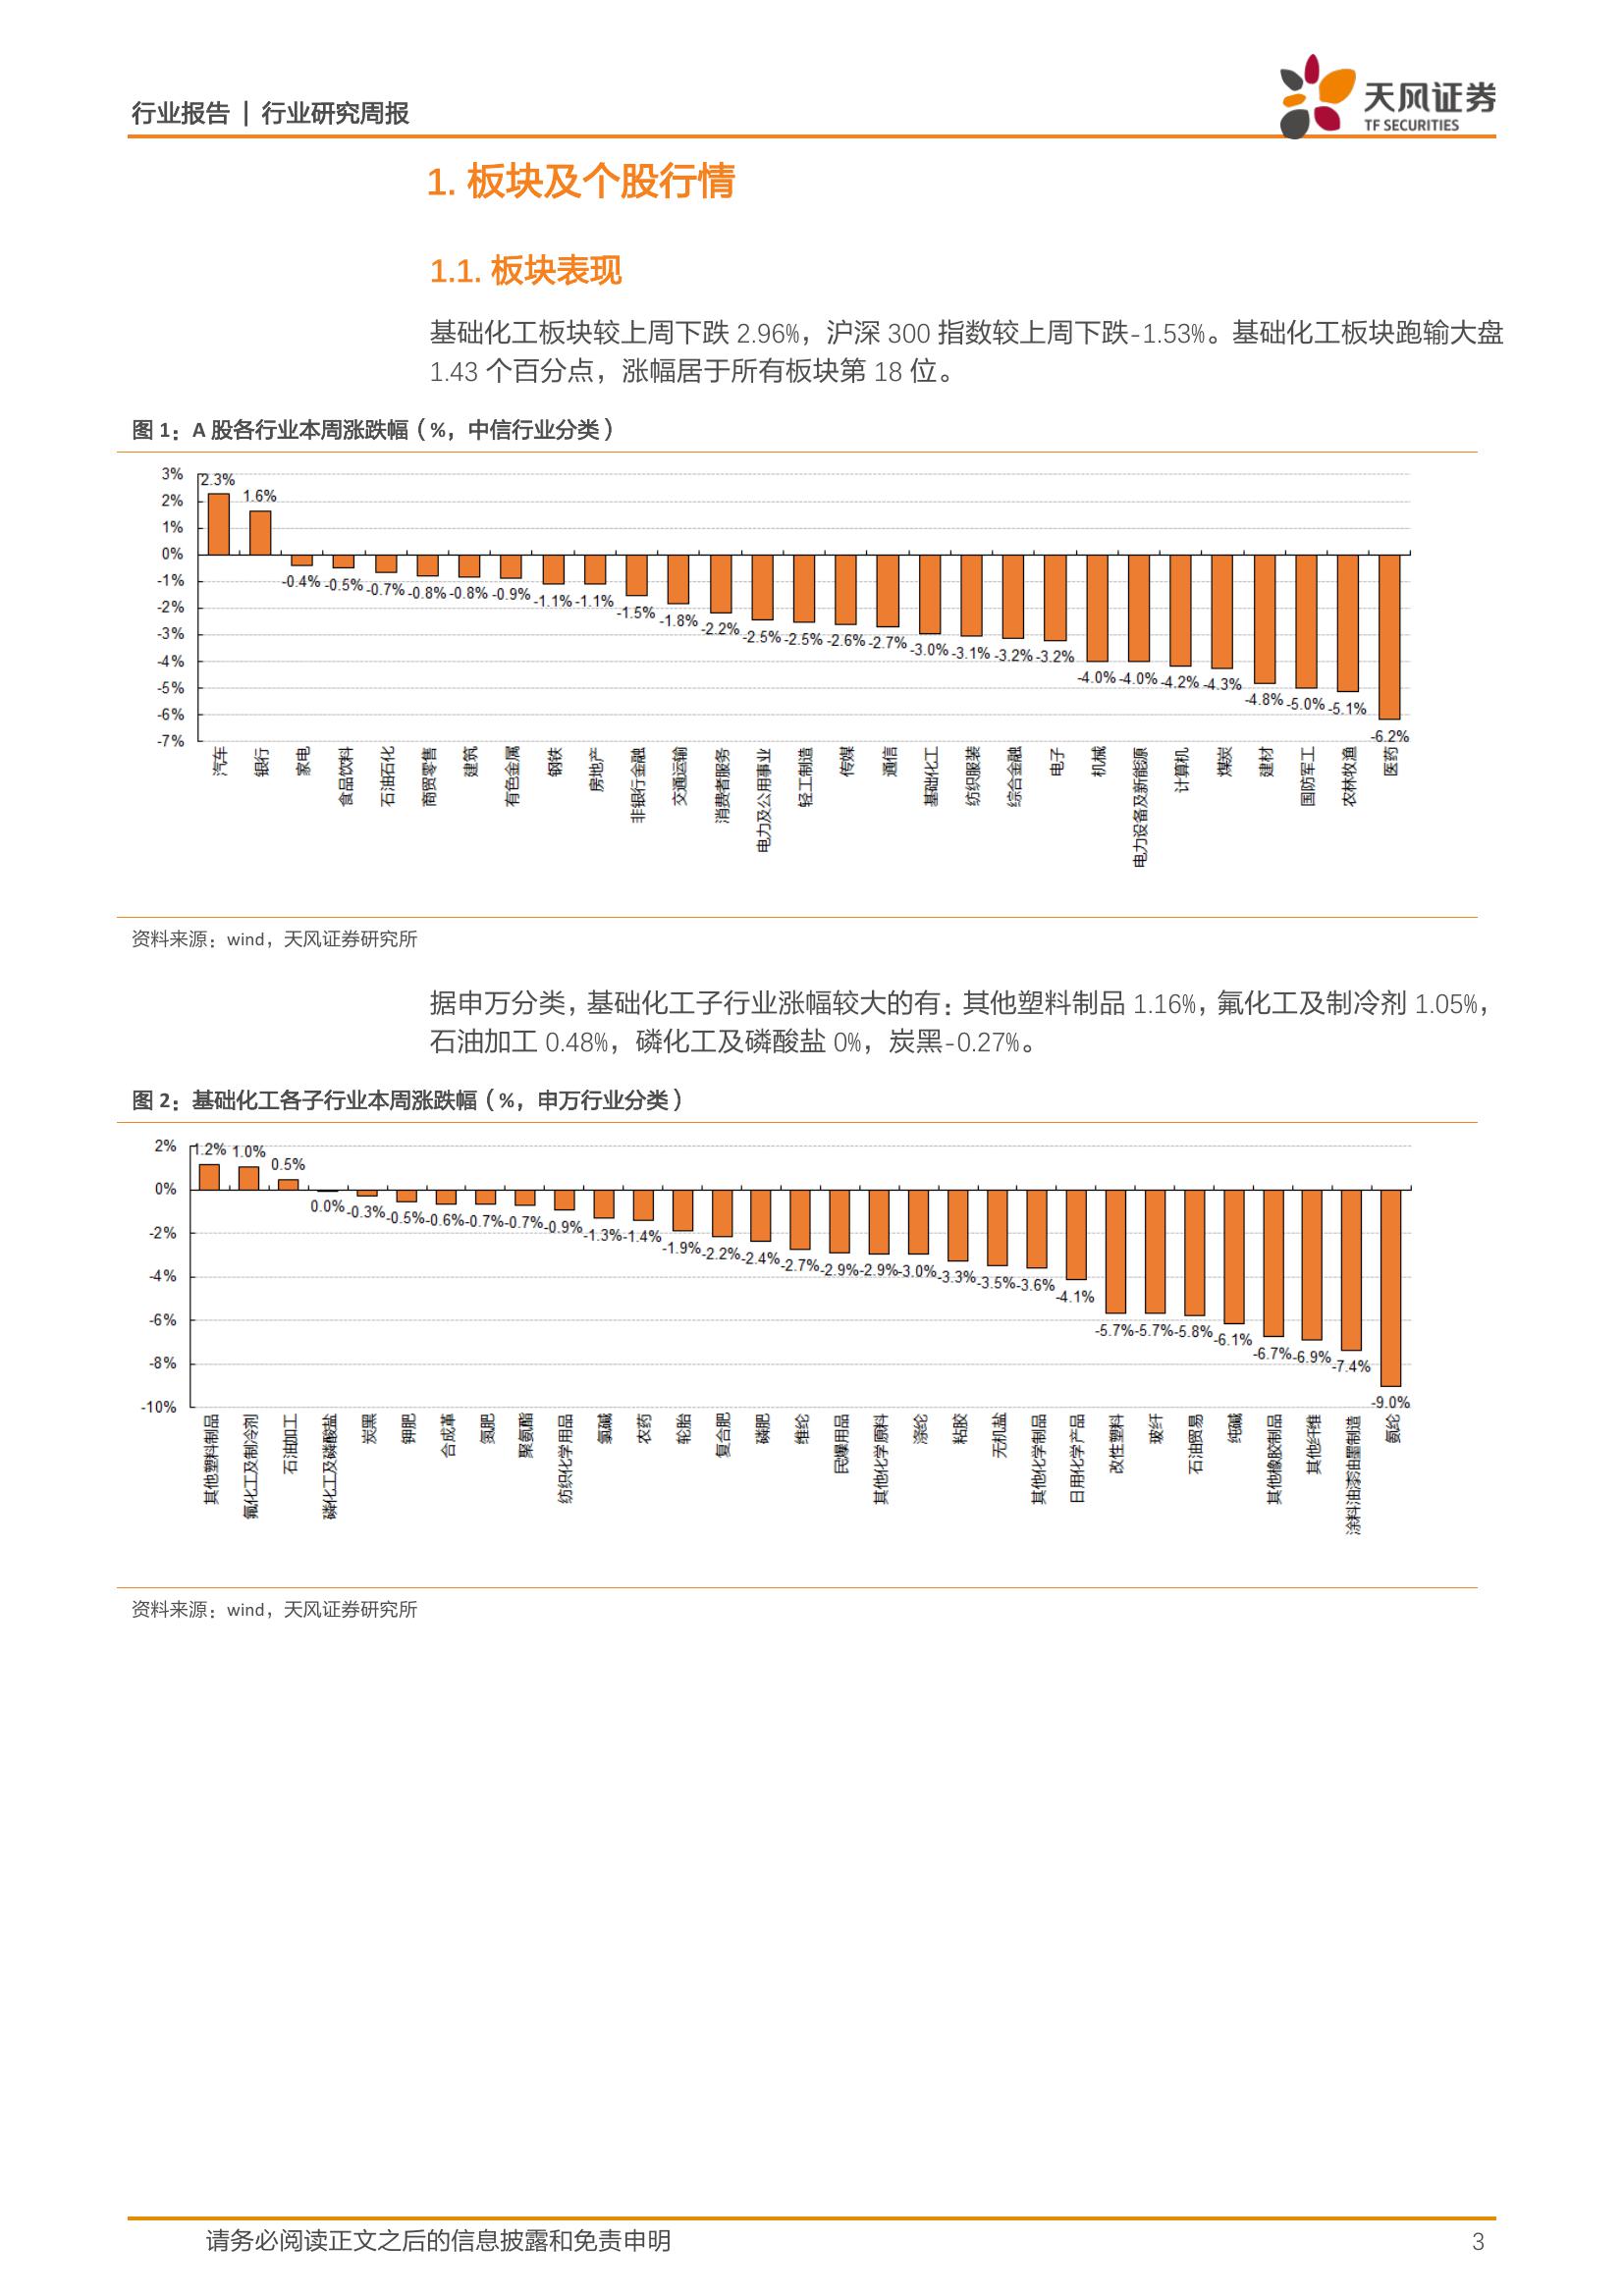 行业报告 | 行业研究周报
天风证券
TF SECURITIES
1. 板块及个股行情
1.1. 板块表现
基础化工板块较上周下跌 2.96%，沪深 300 指数较上周下跌-1.53%。基础化工板块跑输大盘
1.43 个百分点，涨幅居于所有板块第 18 位。
图 1：A 股各行业本周涨跌幅（%，中信行业分类）
3%
2%
1%
0%
-1%
-2%
-3%
-4%
-5%
-6%
-7%
2.3% 1.6% -0.4% -0.5% -0.7% -0.8% -0.8% -0.9% -1.1% -1.1% -1.5% -1.8% -2.2% -2.5% -2.5% -2.6% -2.7% -3.0% -3.1% -3.2% -3.2% -4.0% -4.0% -4.2% -4.3% -4.8% -5.0% -5.1% -6.2%
汽车
银行
家电
食品饮料
石油石化
商贸零售
建筑
有色金属
钢铁
房地产
非银行金融
交通运输
消费者服务
电力及公用事业
轻工制造
传媒
通信
基础化工
纺织服装
综合金融
电子
机械
电力设备及新能源
计算机
煤炭
建材
国防军工
农林牧渔
医药
资料来源：wind，天风证券研究所
据申万分类，基础化工子行业涨幅较大的有：其他塑料制品 1.16%，氟化工及制冷剂 1.05%，
石油加工 0.48%，磷化工及磷酸盐 0%，炭黑-0.27%。
图 2：基础化工各子行业本周涨跌幅（%，申万行业分类）
2%
0%
-2%
-4%
-6%
-8%
-10%
1.2% 1.0% 0.5% 0.0% -0.3% -0.5% -0.6% -0.7% -0.7% -0.9% -1.3% -1.4% -1.9% -2.2% -2.4% -2.7% -2.9% -2.9% -3.0% -3.3% -3.5% -3.6% -4.1% -5.7% -5.7% -5.8% -6.1% -6.7% -6.9% -7.4% -9.0%
其他塑料制品
氟化工及制冷剂
石油加工
磷化工及磷酸盐
炭黑
钾肥
合成革
氮肥
聚氨酯
纺织化学用品
氯碱
农药
轮胎
复合肥
磷肥
维纶
民爆用品
其他化学原料
涤纶
粘胶
无机盐
其他化学制品
日用化学产品
改性塑料
玻纤
石油贸易
纯碱
其他橡胶制品
其他纤维
涂料油漆油墨制造
氨纶
资料来源：wind，天风证券研究所
请务必阅读正文之后的信息披露和免责申明
3